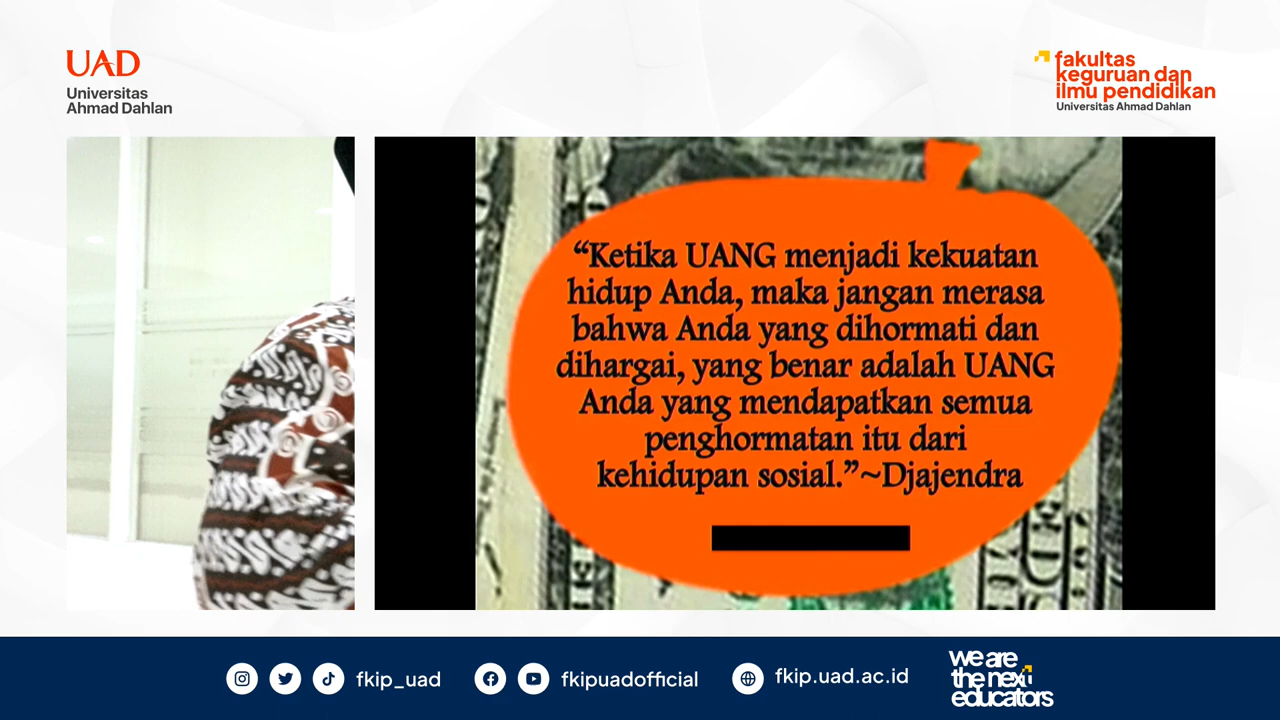 UAD
Universitas
Ahmad Dahlan
fakultas
keguruan dan
ilmu pendidikan
Universitas Ahmad Dahlan
“Ketika UANG menjadi kekuatan
hidup Anda, maka jangan merasa
bahwa Anda yang dihormati dan
dihargai, yang benar adalah UANG
Anda yang mendapatkan semua
penghormatan itu dari
kehidupan sosial.”~Djajendra
fkip_uad
fkipuadofficial
fkip.uad.ac.id
we are
the next
educators